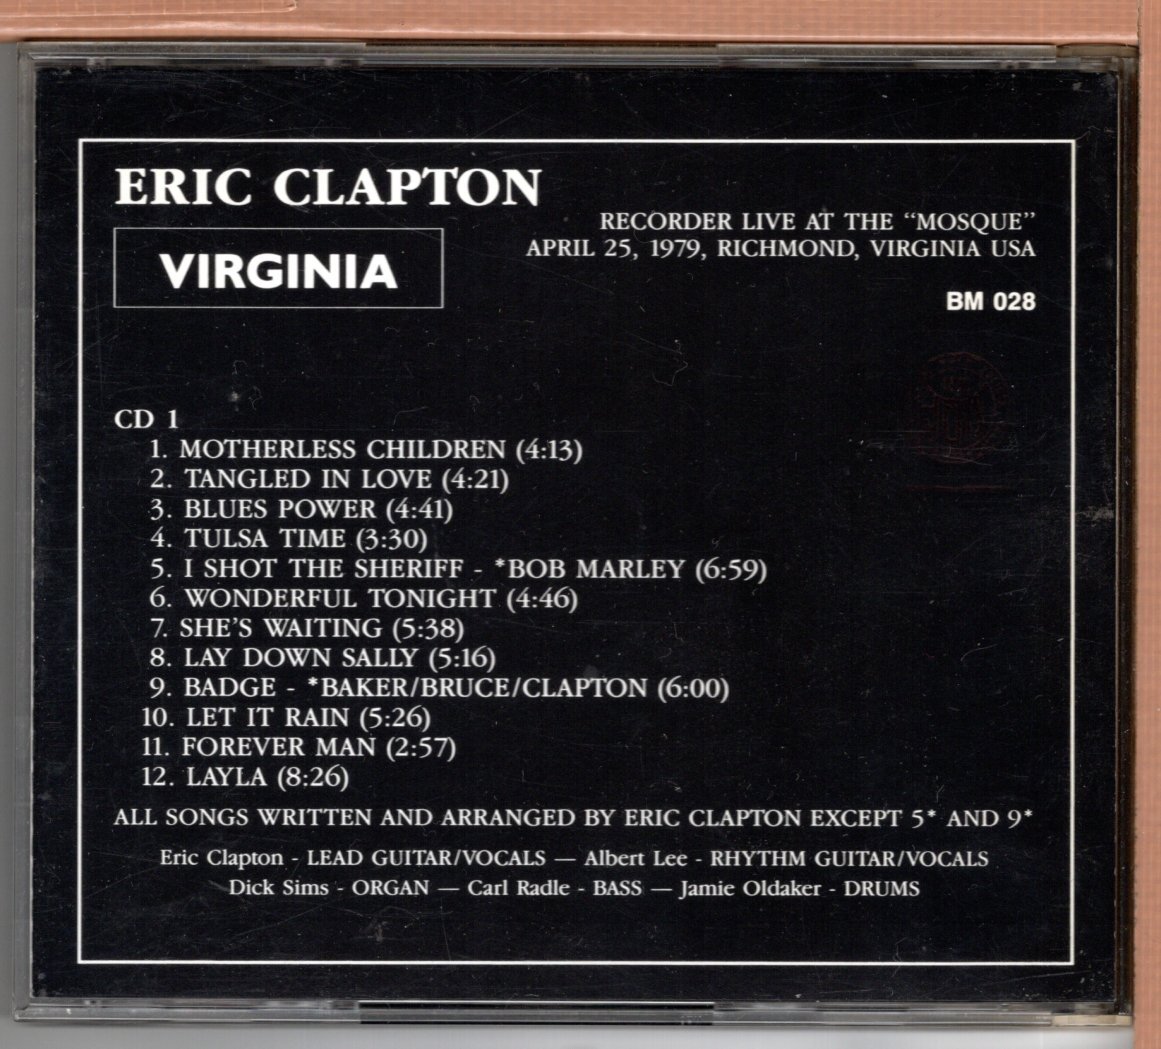 ERIC CLAPTON
VIRGINIA
RECORDER LIVE AT THE “MOSQUE”
APRIL 25, 1979, RICHMOND, VIRGINIA USA
BM 028
CD 1
1. MOTHERLESS CHILDREN (4:13)
2. TANGLED IN LOVE (4:21)
3. BLUES POWER (4:41)
4. TULSA TIME (3:30)
5. I SHOT THE SHERIFF - *BOB MARLEY (6:59)
6. WONDERFUL TONIGHT (4:46)
7. SHE'S WAITING (5:38)
8. LAY DOWN SALLY (5:16)
9. BADGE - *BAKER/BRUCE/CLAPTON (6:00)
10. LET IT RAIN (5:26)
11. FOREVER MAN (2:57)
12. LAYLA (8:26)
ALL SONGS WRITTEN AND ARRANGED BY ERIC CLAPTON EXCEPT 5* AND 9*
Eric Clapton - LEAD GUITAR/VOCALS — Albert Lee - RHYTHM GUITAR/VOCALS
Dick Sims - ORGAN — Carl Radle - BASS — Jamie Oldaker - DRUMS